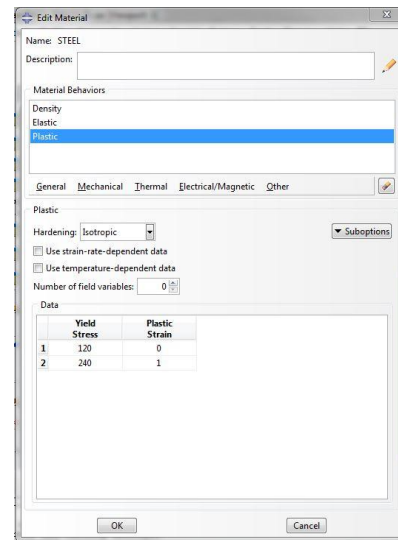 Edit Material
Name: STEEL
Description:
Material Behaviors
Density
Elastic
Plastic
General Mechanical Thermal Electrical/Magnetic Other
Plastic
Hardening: Isotropic Suboptions
Use strain-rate-dependent data
Use temperature-dependent data
Number of field variables: 0
Data
Yield Plastic
Stress Strain
1 120 0
2 240 1
OK Cancel